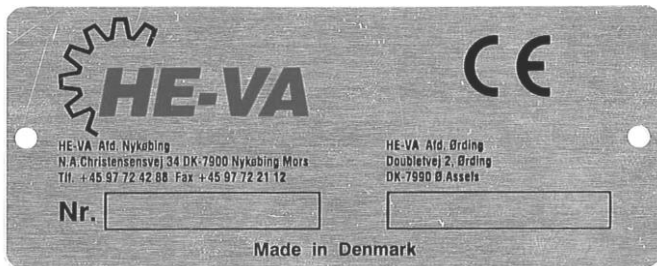 HE-VA
CE
HE-VA Afd. Nykøbing
N.A.Christensensvej 34 DK-7900 Nykøbing Mors
Tlf. +45 97 72 42 88 Fax +45 97 72 21 12
HE-VA Afd. Ørding
Doubletvej 2, Ørding
DK-7990 Ø.Assels
Nr.
Made in Denmark